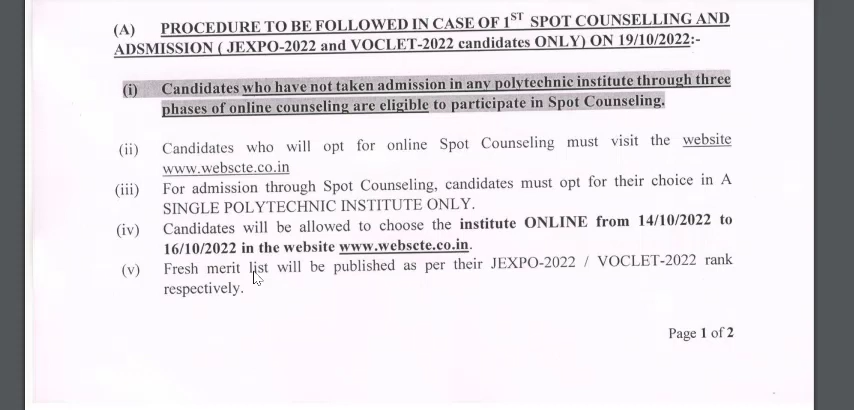 (A) PROCEDURE TO BE FOLLOWED IN CASE OF 1ST SPOT COUNSELLING AND
ADSMISSION ( JEXPO-2022 and VOCLET-2022 candidates ONLY) ON 19/10/2022:-
(i) Candidates who have not taken admission in any polytechnic institute through three
phases of online counseling are eligible to participate in Spot Counseling.
(ii) Candidates who will opt for online Spot Counseling must visit the website
www.webscte.co.in
(iii) For admission through Spot Counseling, candidates must opt for their choice in A
SINGLE POLYTECHNIC INSTITUTE ONLY.
(iv) Candidates will be allowed to choose the institute ONLINE from 14/10/2022 to
16/10/2022 in the website www.webscte.co.in.
(v) Fresh merit list will be published as per their JEXPO-2022 / VOCLET-2022 rank
respectively.
Page 1 of 2